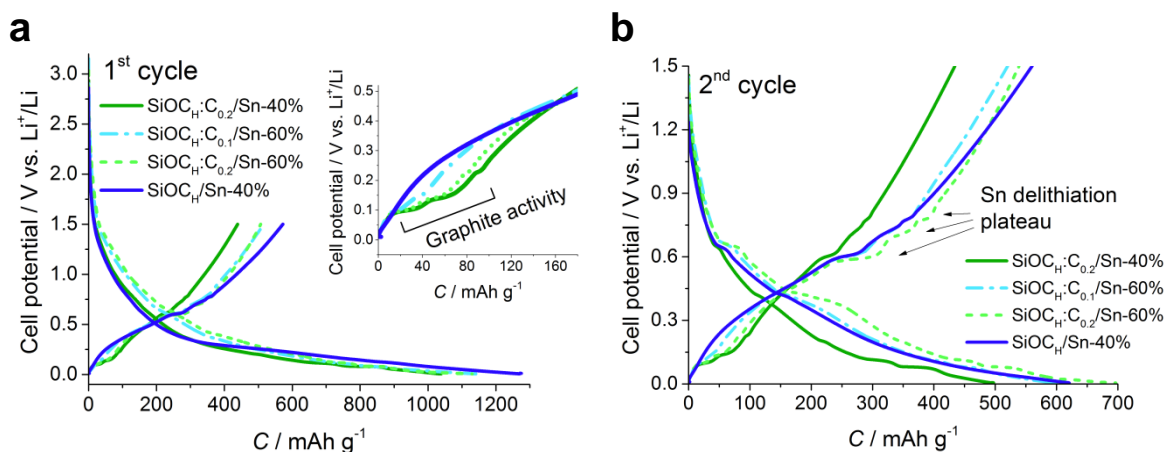 a
1st cycle
SiOCH:C0.2/Sn-40%
SiOCH:C0.1/Sn-60%
SiOCH:C0.2/Sn-60%
SiOCH/Sn-40%
Cell potential / V vs. Li+/Li
3.0
2.5
2.0
1.5
1.0
0.5
0.0
0 200 400 600 800 1000 1200
C / mAh g-1
Cell potential / V vs. Li+/Li
0.5
0.4
0.3
0.2
0.1
0.0
0 40 80 120 160
C / mAh g-1
Graphite activity
b
2nd cycle
Cell potential / V vs. Li+/Li
1.5
1.2
0.9
0.6
0.3
0.0
0 100 200 300 400 500 600 700
C / mAh g-1
Sn delithiation
plateau
SiOCH:C0.2/Sn-40%
SiOCH:C0.1/Sn-60%
SiOCH:C0.2/Sn-60%
SiOCH/Sn-40%